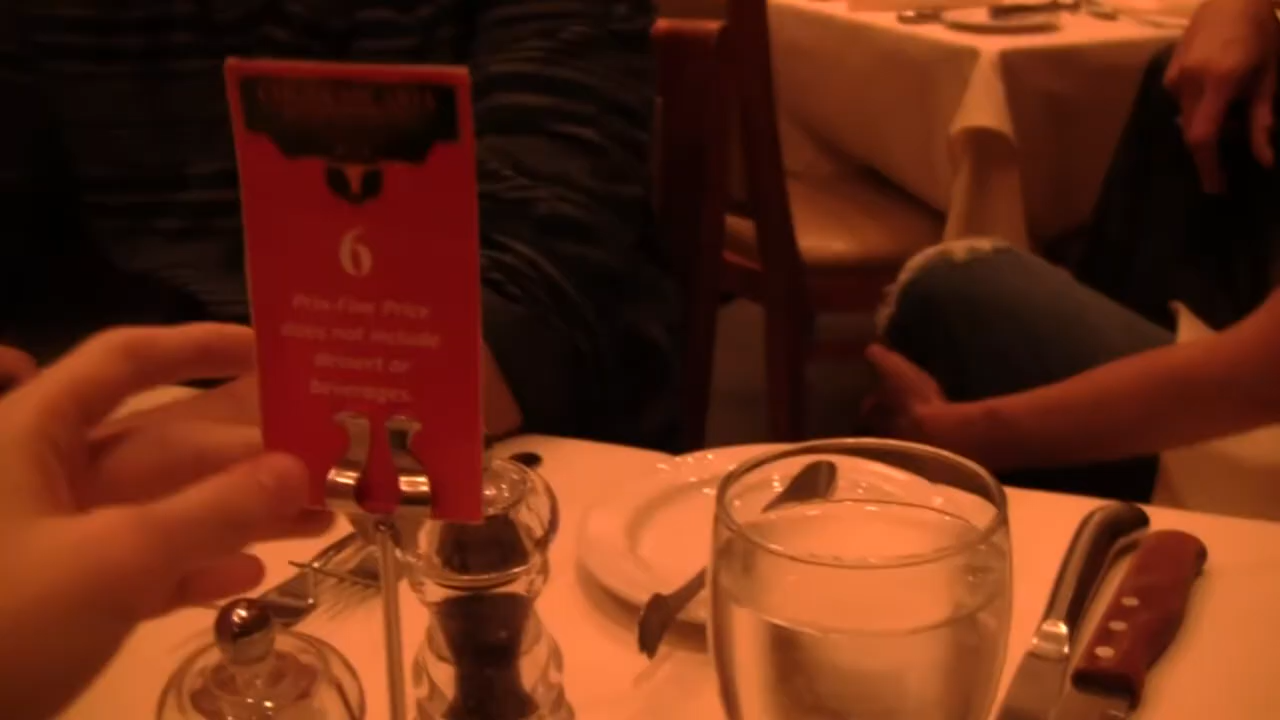 6
Prix-Fixe Price
does not include
dessert or
beverages.